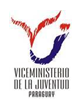 VICEMINISTERIO
DE LA JUVENTUD
PARAGUAY